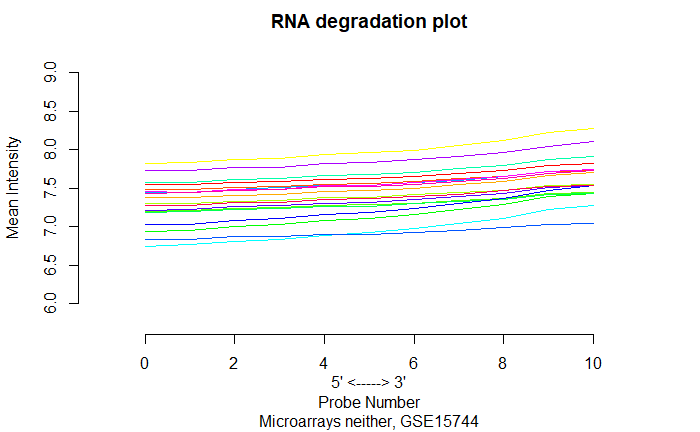 RNA degradation plot
Mean Intensity
9.0
8.5
8.0
7.5
7.0
6.5
6.0
0 2 4 6 8 10
5' <-----> 3'
Probe Number
Microarrays neither, GSE15744